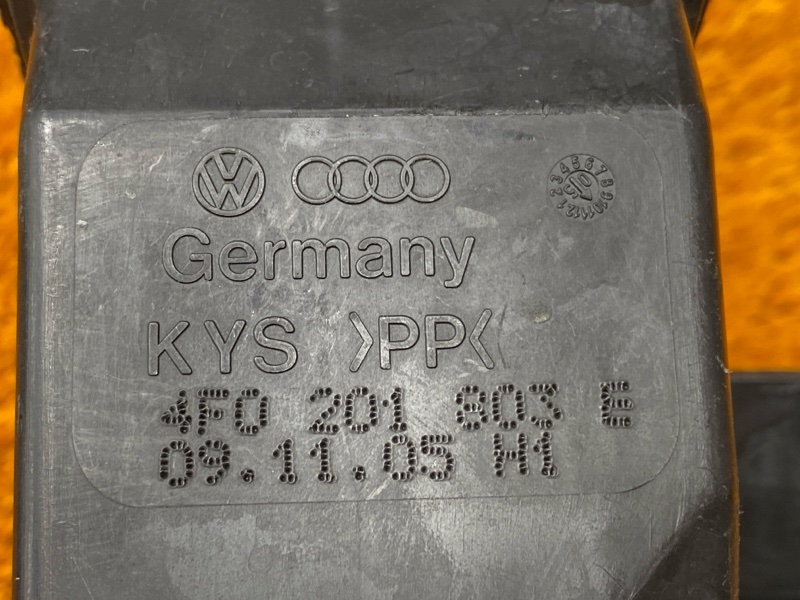 Germany
KYS >PP<
4F0 201 803 E
09.11.05 H1